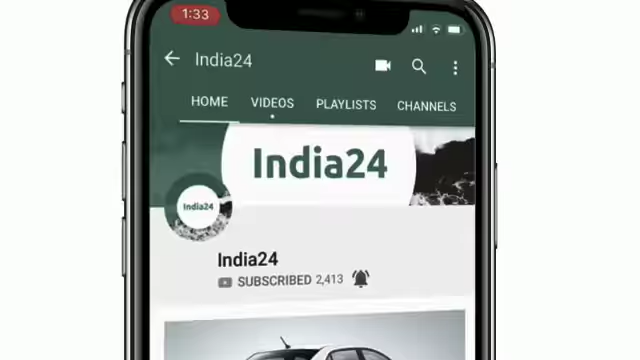 1:33
India24
HOME VIDEOS PLAYLISTS CHANNELS
India24
India24
India24
SUBSCRIBED 2,413